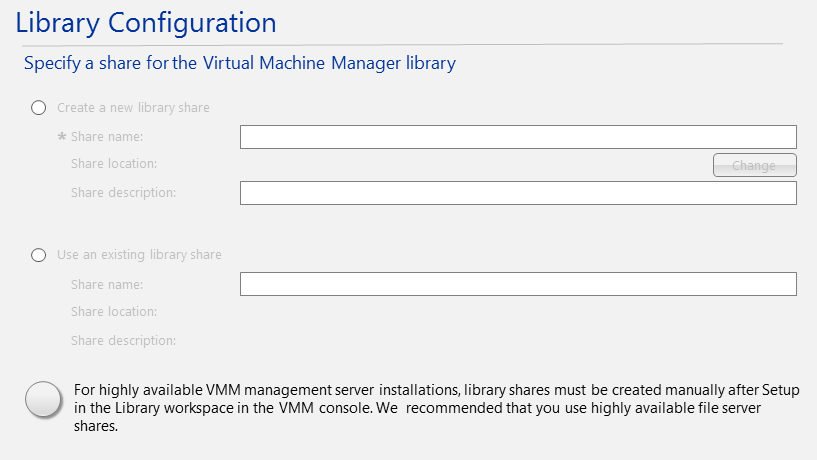 Library Configuration
Specify a share for the Virtual Machine Manager library
Create a new library share
* Share name:
Share location:
Change
Share description:
Use an existing library share
Share name:
Share location:
Share description:
For highly available VMM management server installations, library shares must be created manually after Setup
in the Library workspace in the VMM console. We recommended that you use highly available file server
shares.